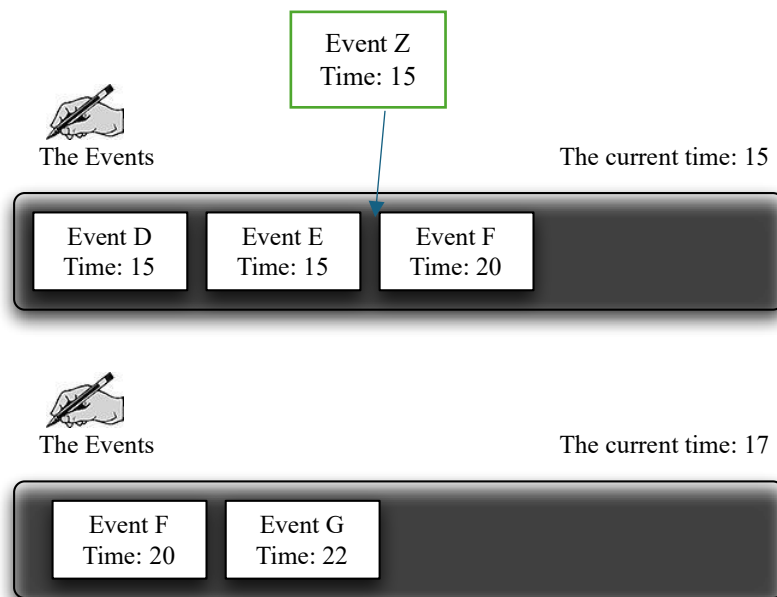 Event Z
Time: 15
The Events
The current time: 15
Event D
Time: 15
Event E
Time: 15
Event F
Time: 20
The Events
The current time: 17
Event F
Time: 20
Event G
Time: 22